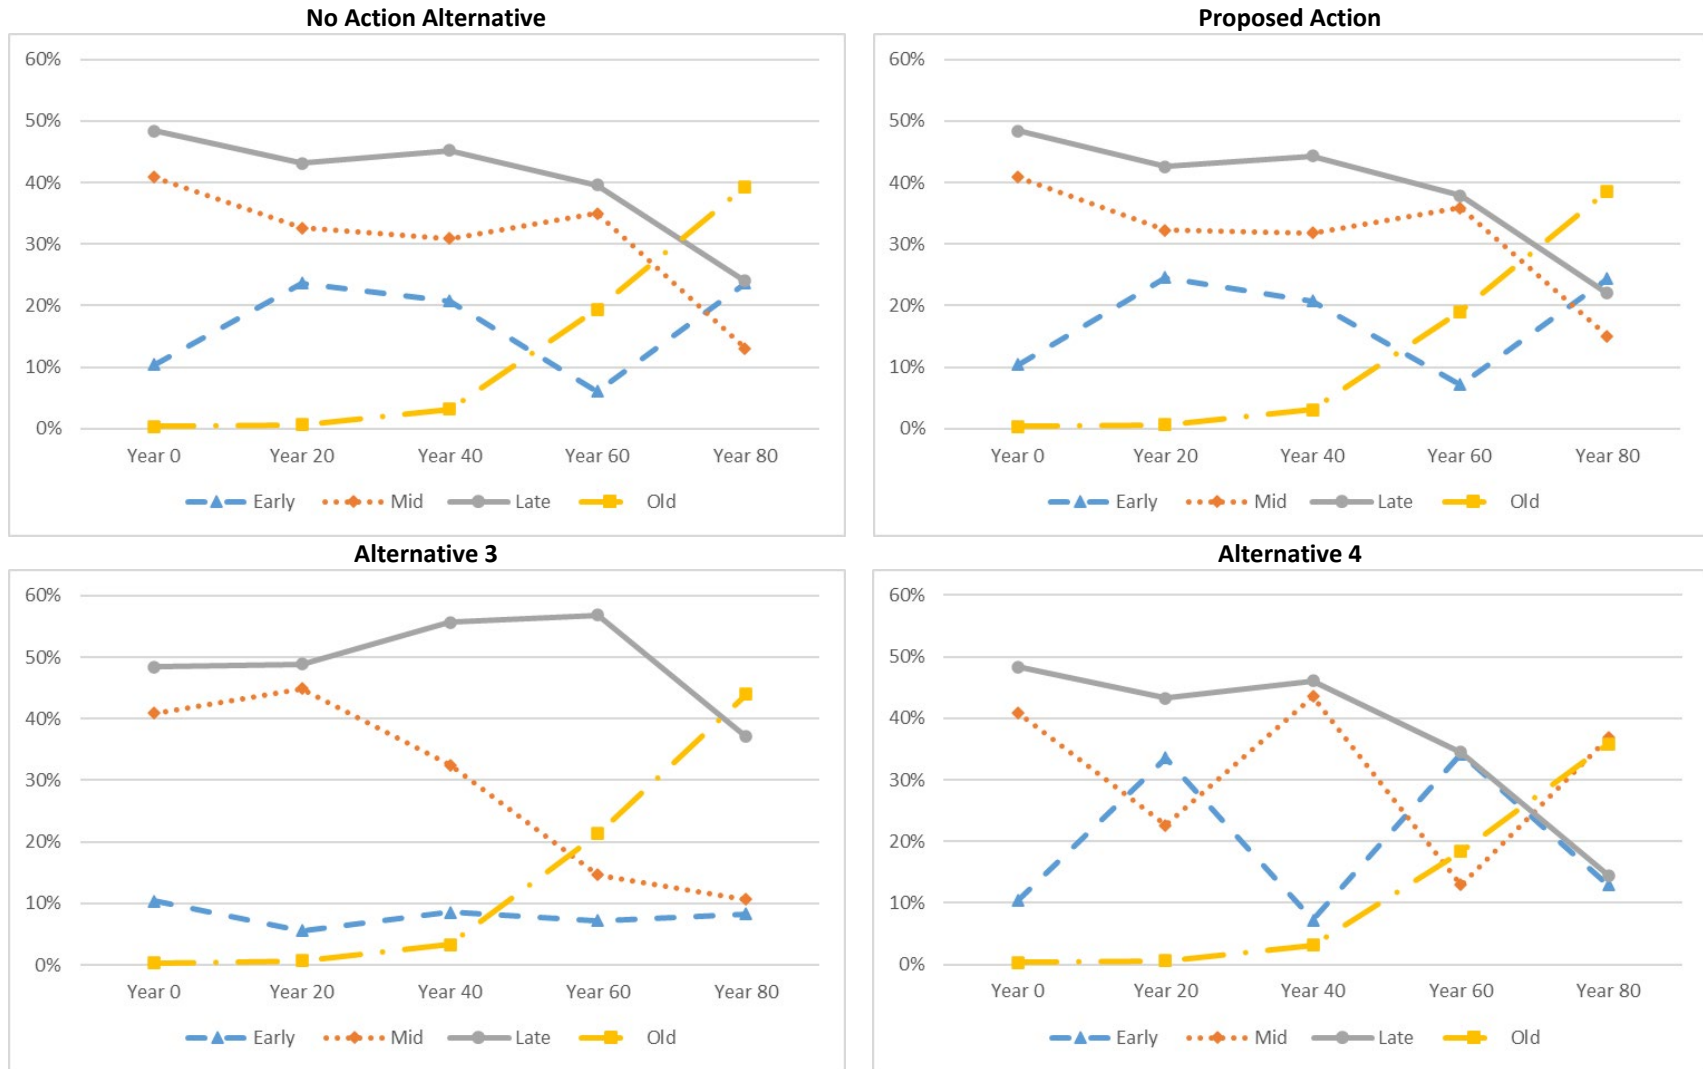 No Action Alternative
60%
50%
40%
30%
20%
10%
0%
Year 0 Year 20 Year 40 Year 60 Year 80
Early Mid Late Old
Proposed Action
60%
50%
40%
30%
20%
10%
0%
Year 0 Year 20 Year 40 Year 60 Year 80
Early Mid Late Old
Alternative 3
60%
50%
40%
30%
20%
10%
0%
Year 0 Year 20 Year 40 Year 60 Year 80
Early Mid Late Old
Alternative 4
60%
50%
40%
30%
20%
10%
0%
Year 0 Year 20 Year 40 Year 60 Year 80
Early Mid Late Old